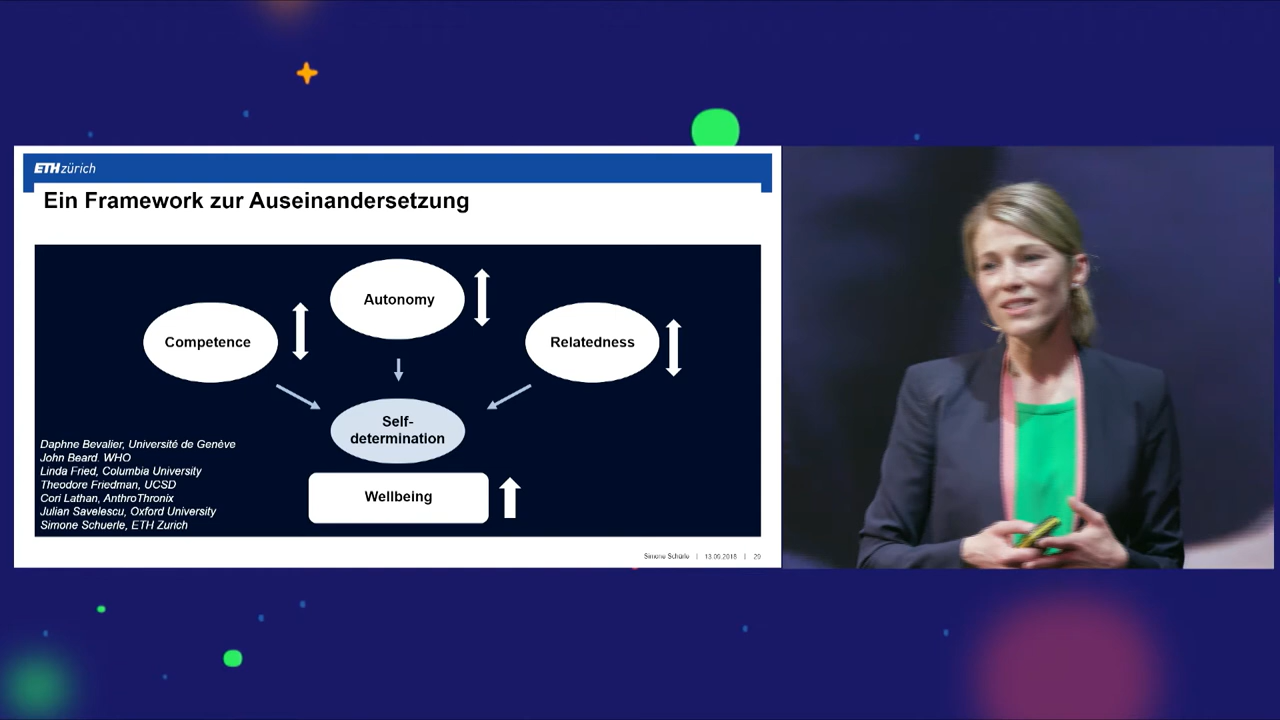 ETH zürich
Ein Framework zur Auseinandersetzung
Autonomy
Competence
Relatedness
Self-
determination
Wellbeing
Daphne Bevalier, Université de Genève
John Beard. WHO
Linda Fried, Columbia University
Theodore Friedman, UCSD
Cori Lathan, AnthroThronix
Julian Savelescu, Oxford University
Simone Schuerle, ETH Zurich
Simone Schürle | 13.09.2018 | 29